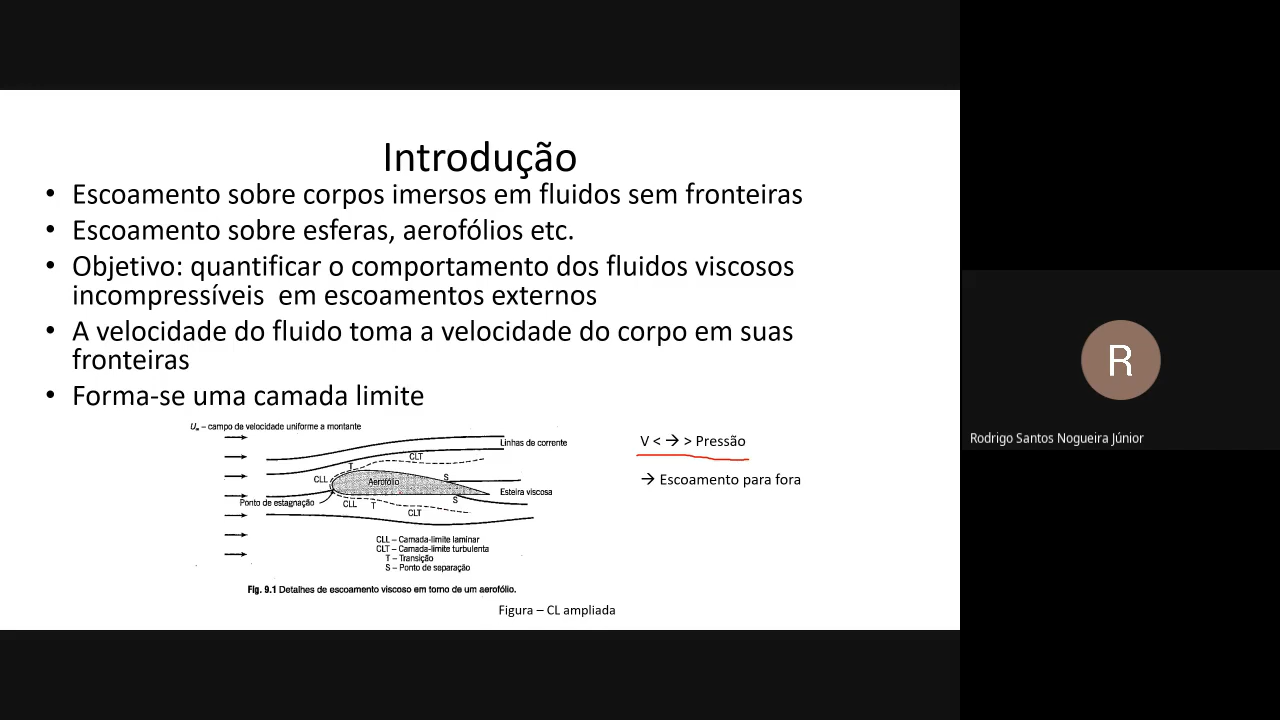 Introdução
• Escoamento sobre corpos imersos em fluidos sem fronteiras
• Escoamento sobre esferas, aerofólios etc.
• Objetivo: quantificar o comportamento dos fluidos viscosos
incompressíveis em escoamentos externos
• A velocidade do fluido toma a velocidade do corpo em suas
fronteiras
• Forma-se uma camada limite
U∞ – campo de velocidade uniforme a montante
Linhas de corrente
T
CLT
CLL
Aerofólio
S
Esteira viscosa
Ponto de estagnação
CLL
T
S
CLT
CLL – Camada-limite laminar
CLT – Camada-limite turbulenta
T – Transição
S – Ponto de separação
Fig. 9.1 Detalhes de escoamento viscoso em torno de um aerofólio.
Figura – CL ampliada
V < → > Pressão
→ Escoamento para fora
R
Rodrigo Santos Nogueira Júnior